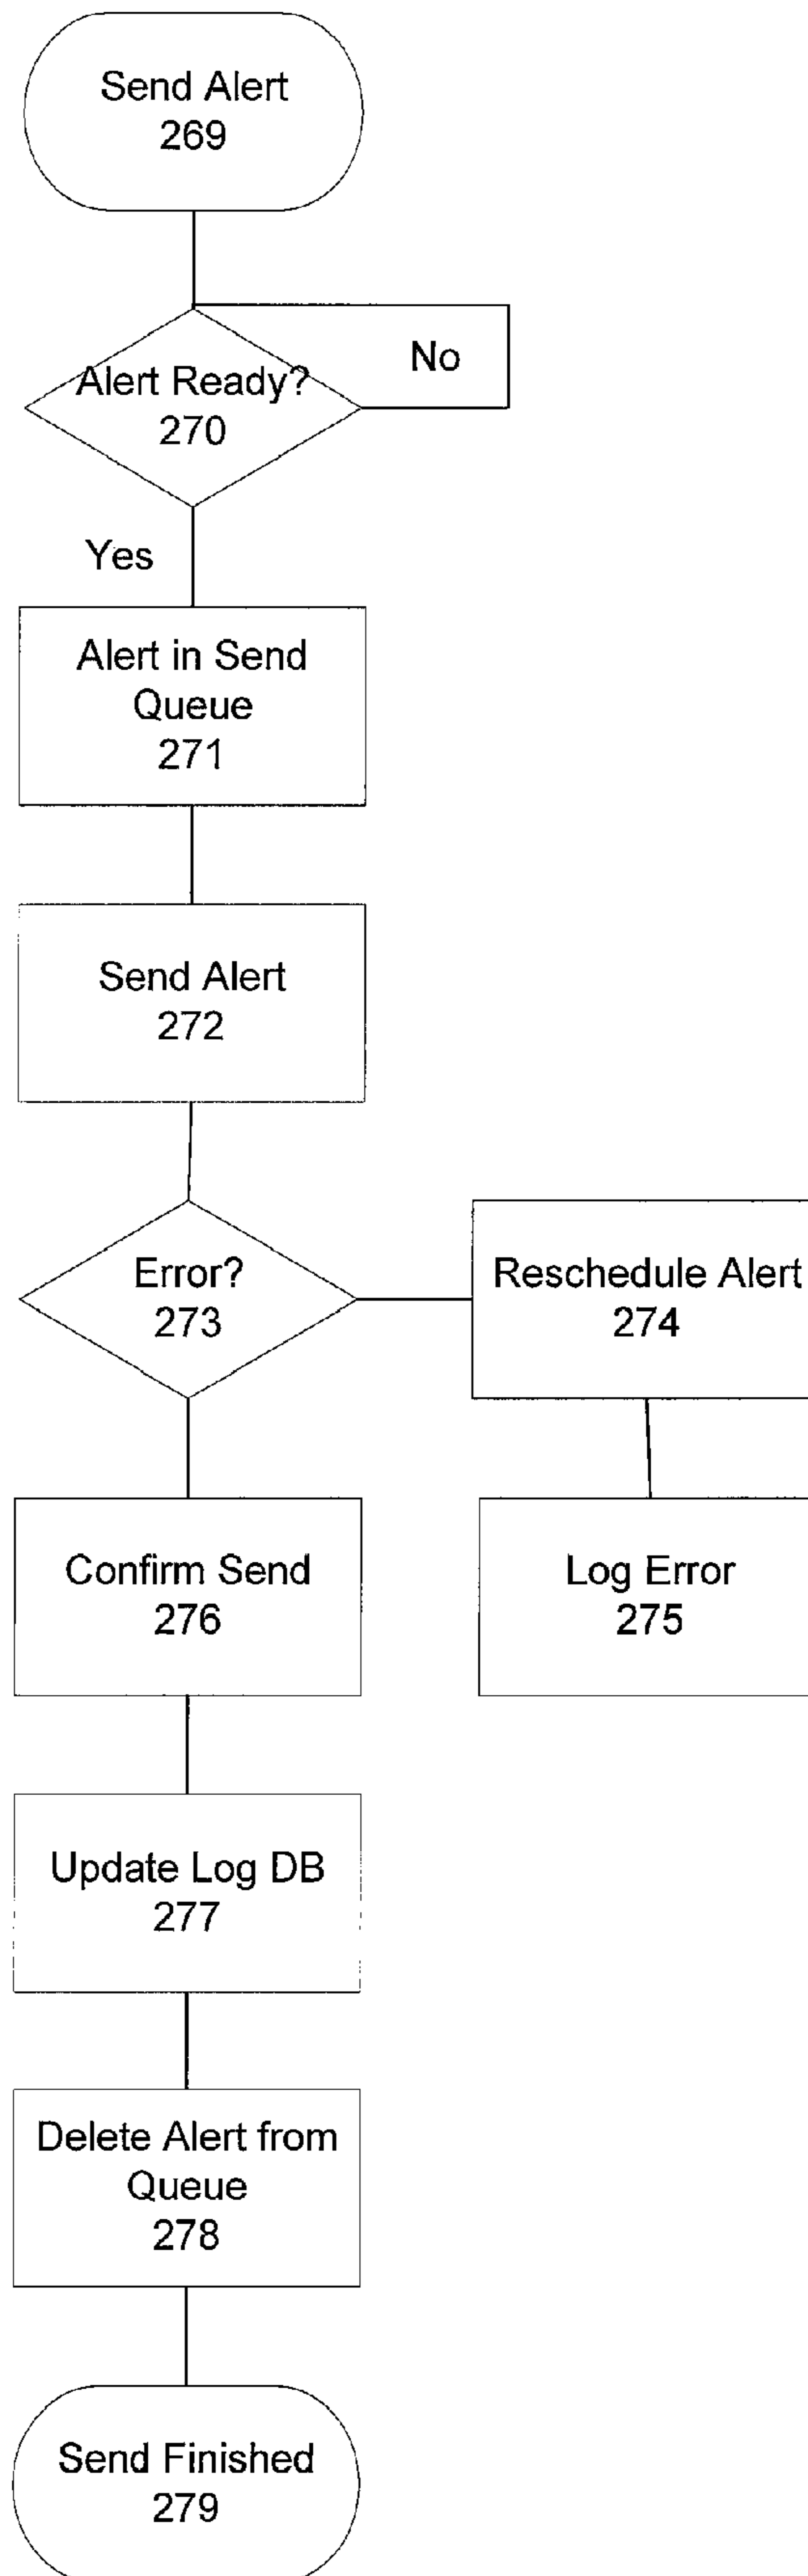 Send Alert
269
Alert Ready?
270
No
Yes
Alert in Send
Queue
271
Send Alert
272
Error?
273
Reschedule Alert
274
Confirm Send
276
Log Error
275
Update Log DB
277
Delete Alert from
Queue
278
Send Finished
279